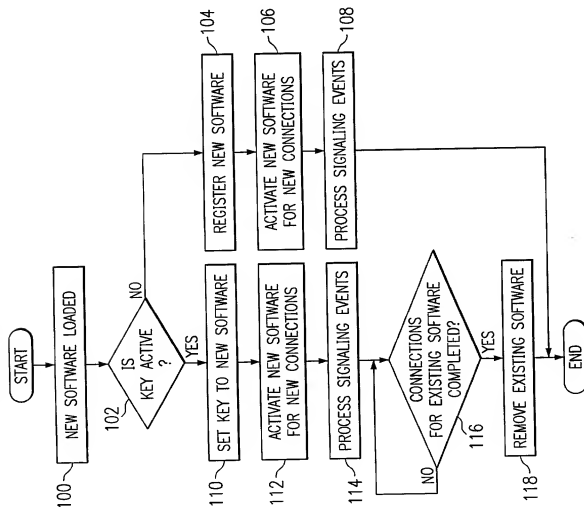 START
100
NEW SOFTWARE LOADED
102
IS
KEY ACTIVE
?
NO
YES
104
REGISTER NEW SOFTWARE
106
ACTIVATE NEW SOFTWARE
FOR NEW CONNECTIONS
108
PROCESS SIGNALING EVENTS
110
SET KEY TO NEW SOFTWARE
112
ACTIVATE NEW SOFTWARE
FOR NEW CONNECTIONS
114
PROCESS SIGNALING EVENTS
CONNECTIONS
FOR EXISTING SOFTWARE
COMPLETED?
116
NO
YES
118
REMOVE EXISTING SOFTWARE
END